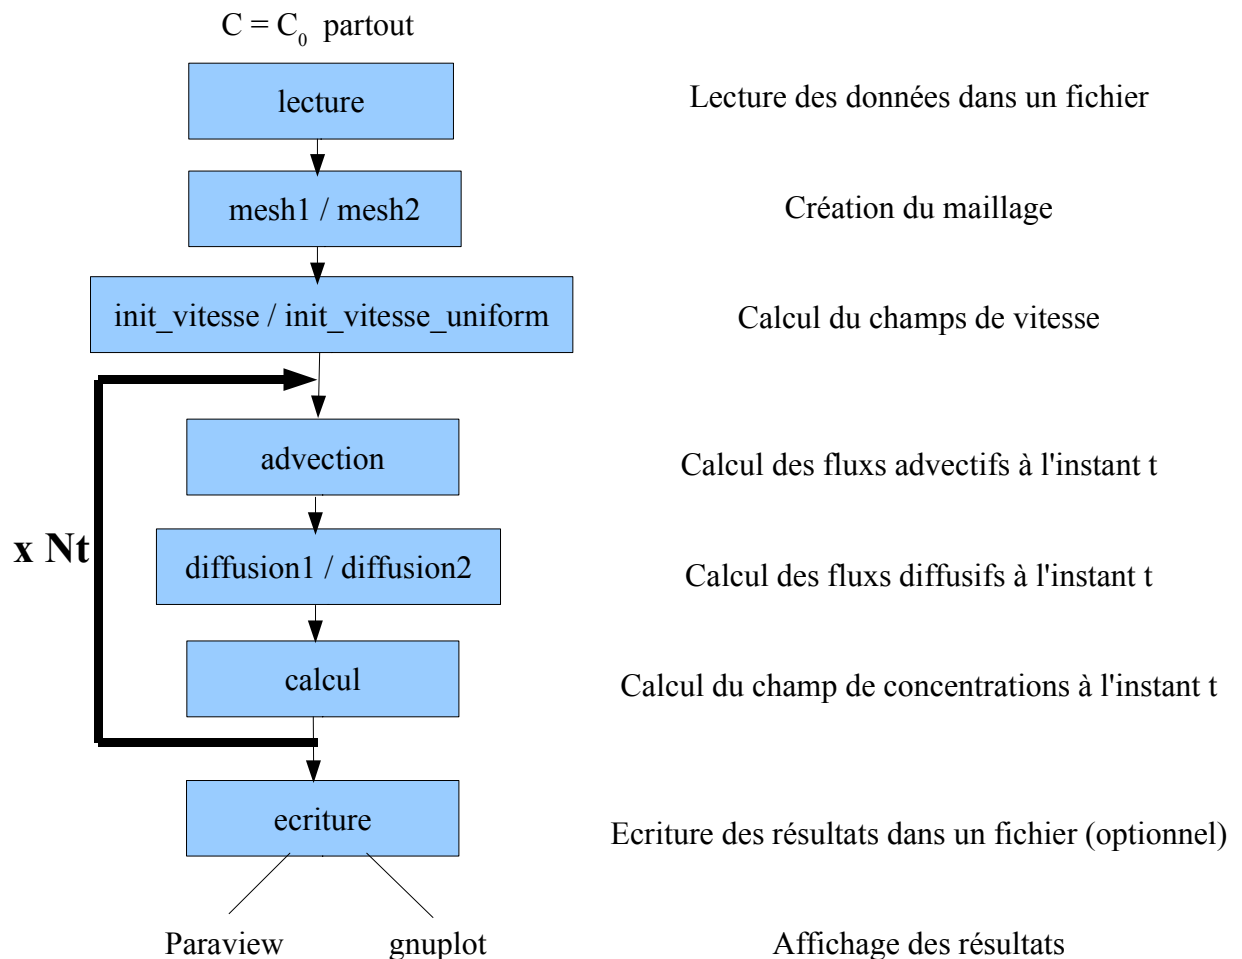 C = C0 partout
lecture
Lecture des données dans un fichier
mesh1 / mesh2
Création du maillage
init_vitesse / init_vitesse_uniform
Calcul du champs de vitesse
advection
Calcul des fluxs advectifs à l'instant t
x Nt
diffusion1 / diffusion2
Calcul des fluxs diffusifs à l'instant t
calcul
Calcul du champ de concentrations à l'instant t
ecriture
Ecriture des résultats dans un fichier (optionnel)
Paraview
gnuplot
Affichage des résultats